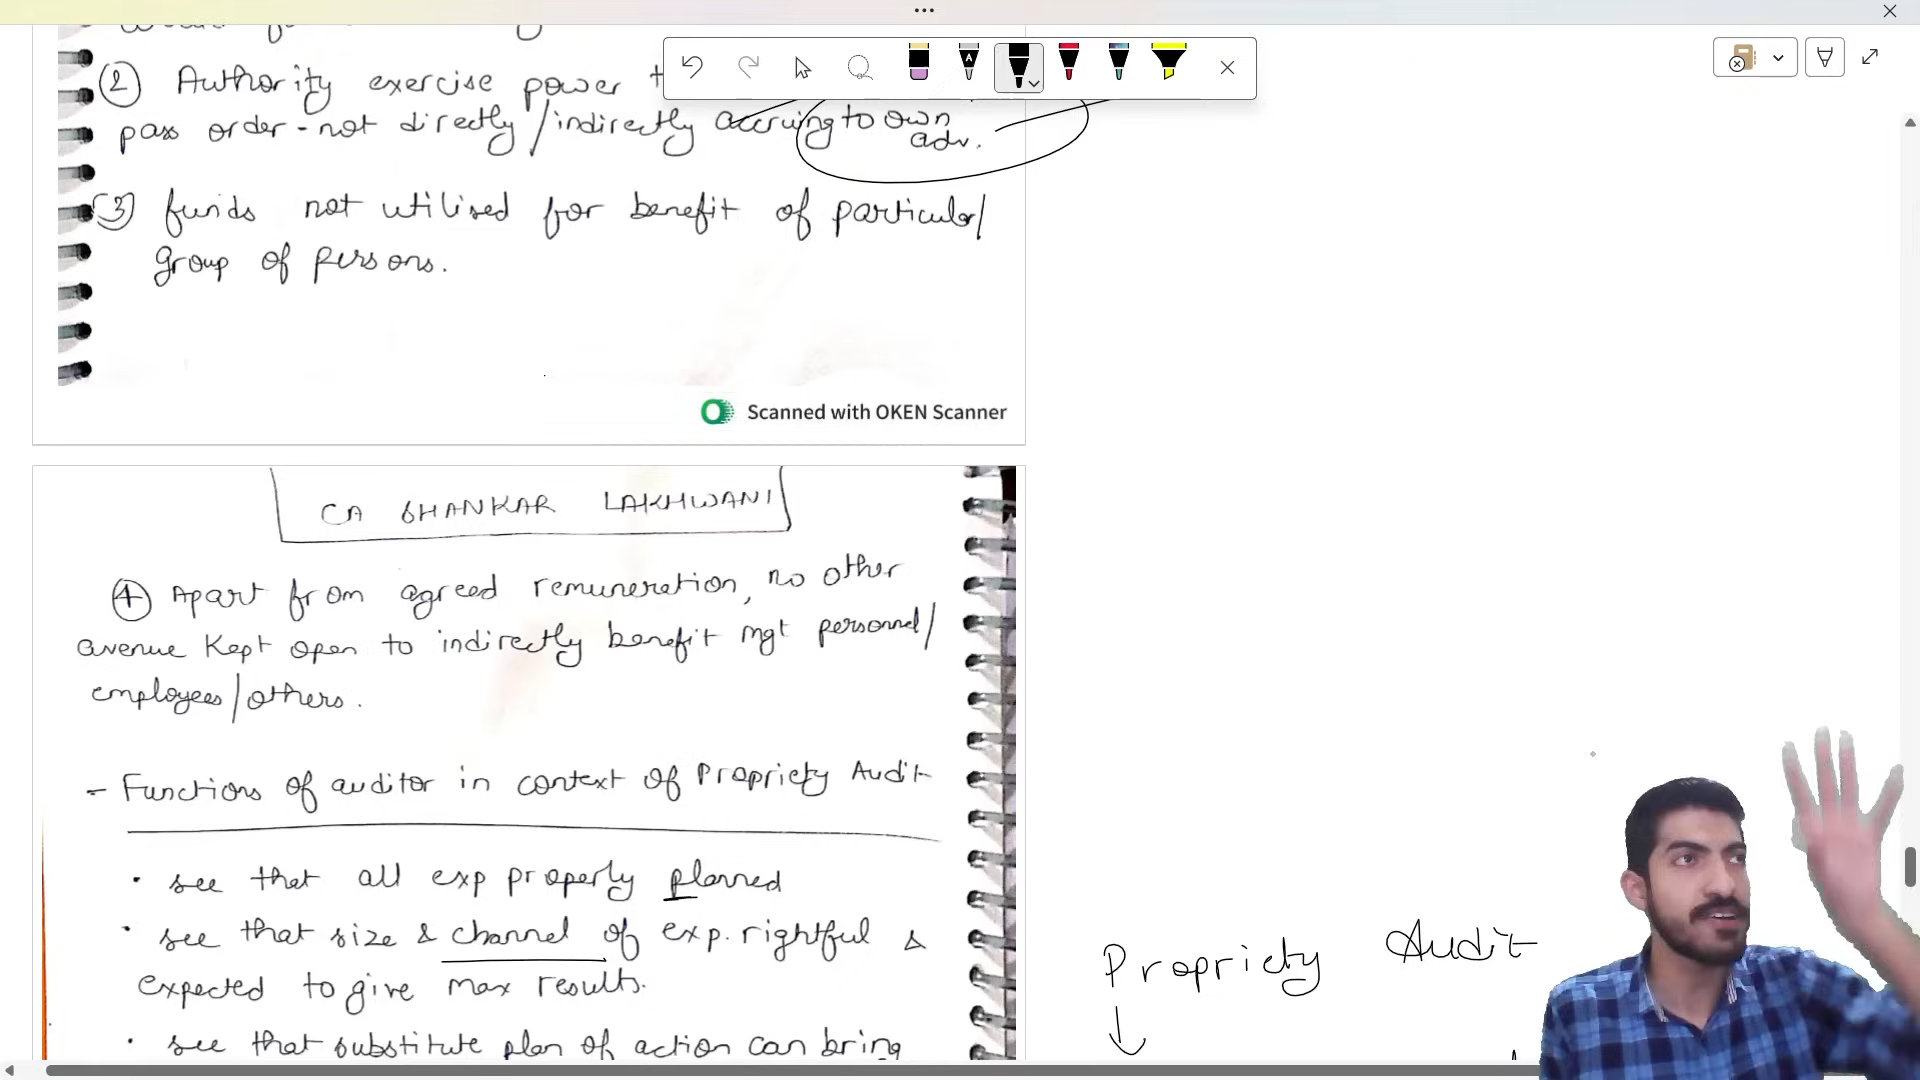 ② Authority exercise power
pass order - not directly/indirectly accruing to own
adv.
③ funds not utilised for benefit of particular/
group of persons.
Scanned with OKEN Scanner
CA SHANKAR LAKHWANI
④ Apart from agreed remuneration, no other
avenue kept open to indirectly benefit mgt personnel/
employees/others.
- Functions of auditor in context of Propriety Audit
• see that all exp properly planned
• see that size & channel of exp. rightful &
expected to give max results.
• see that substitute plan of action can bring
Propriety Audit